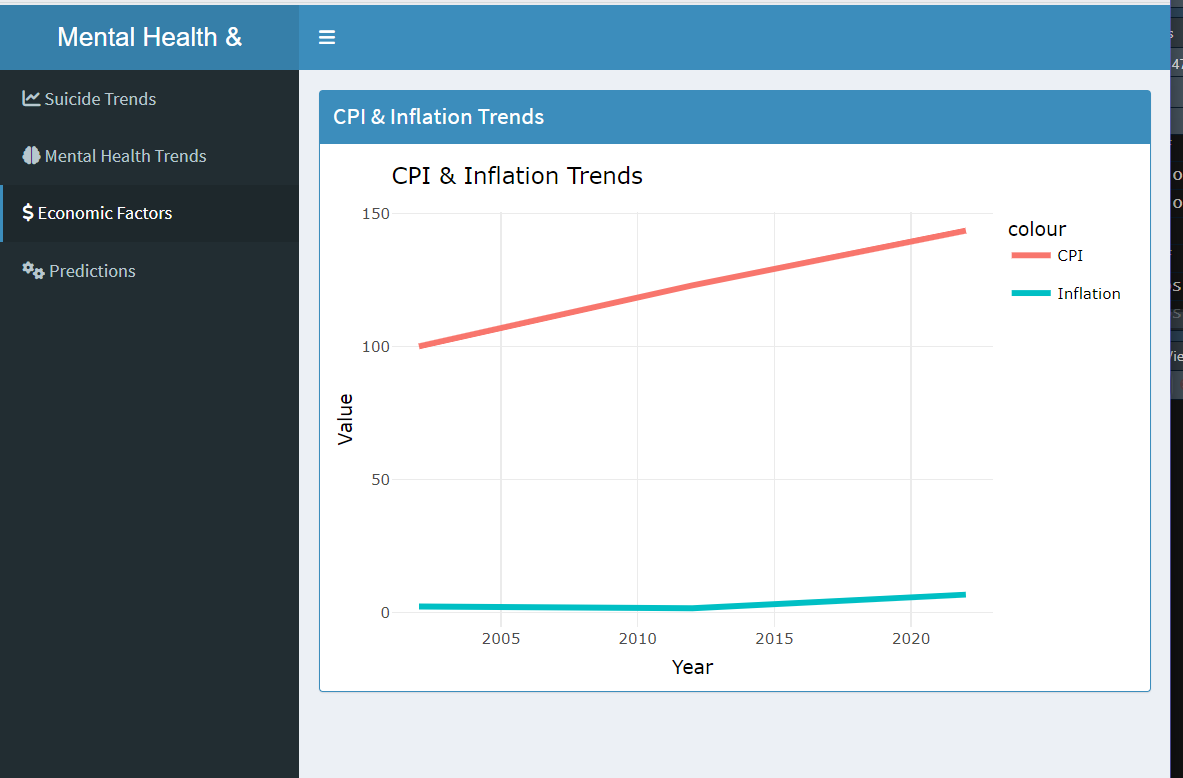 Mental Health &
Suicide Trends
Mental Health Trends
Economic Factors
Predictions
CPI & Inflation Trends
CPI & Inflation Trends
150
100
50
0
Value
2005 2010 2015 2020
Year
colour
CPI
Inflation
47